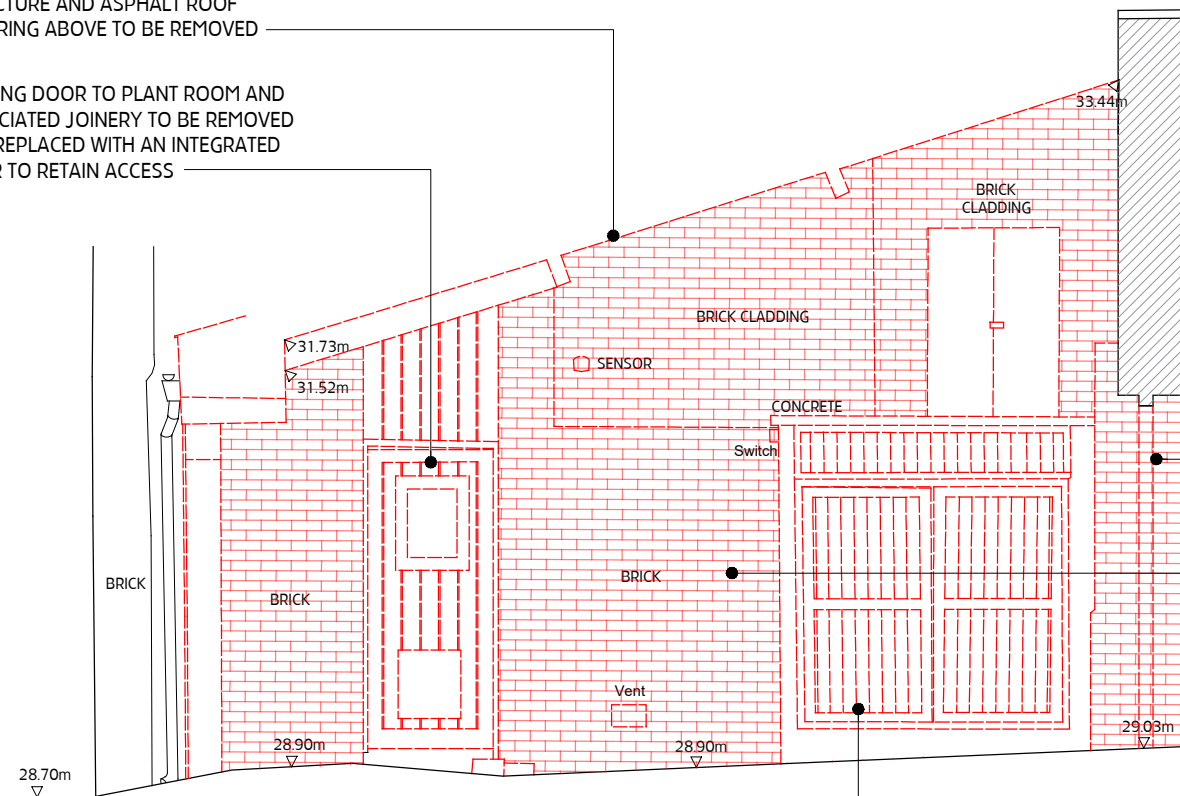 CTURE AND ASPHALT ROOF
RING ABOVE TO BE REMOVED
NG DOOR TO PLANT ROOM AND
CIATED JOINERY TO BE REMOVED
REPLACED WITH AN INTEGRATED
R TO RETAIN ACCESS
33.44m
BRICK
CLADDING
BRICK CLADDING
31.73m
SENSOR
31.52m
CONCRETE
Switch
BRICK
BRICK
BRICK
Vent
29.03m
28.90m
28.90m
28.70m